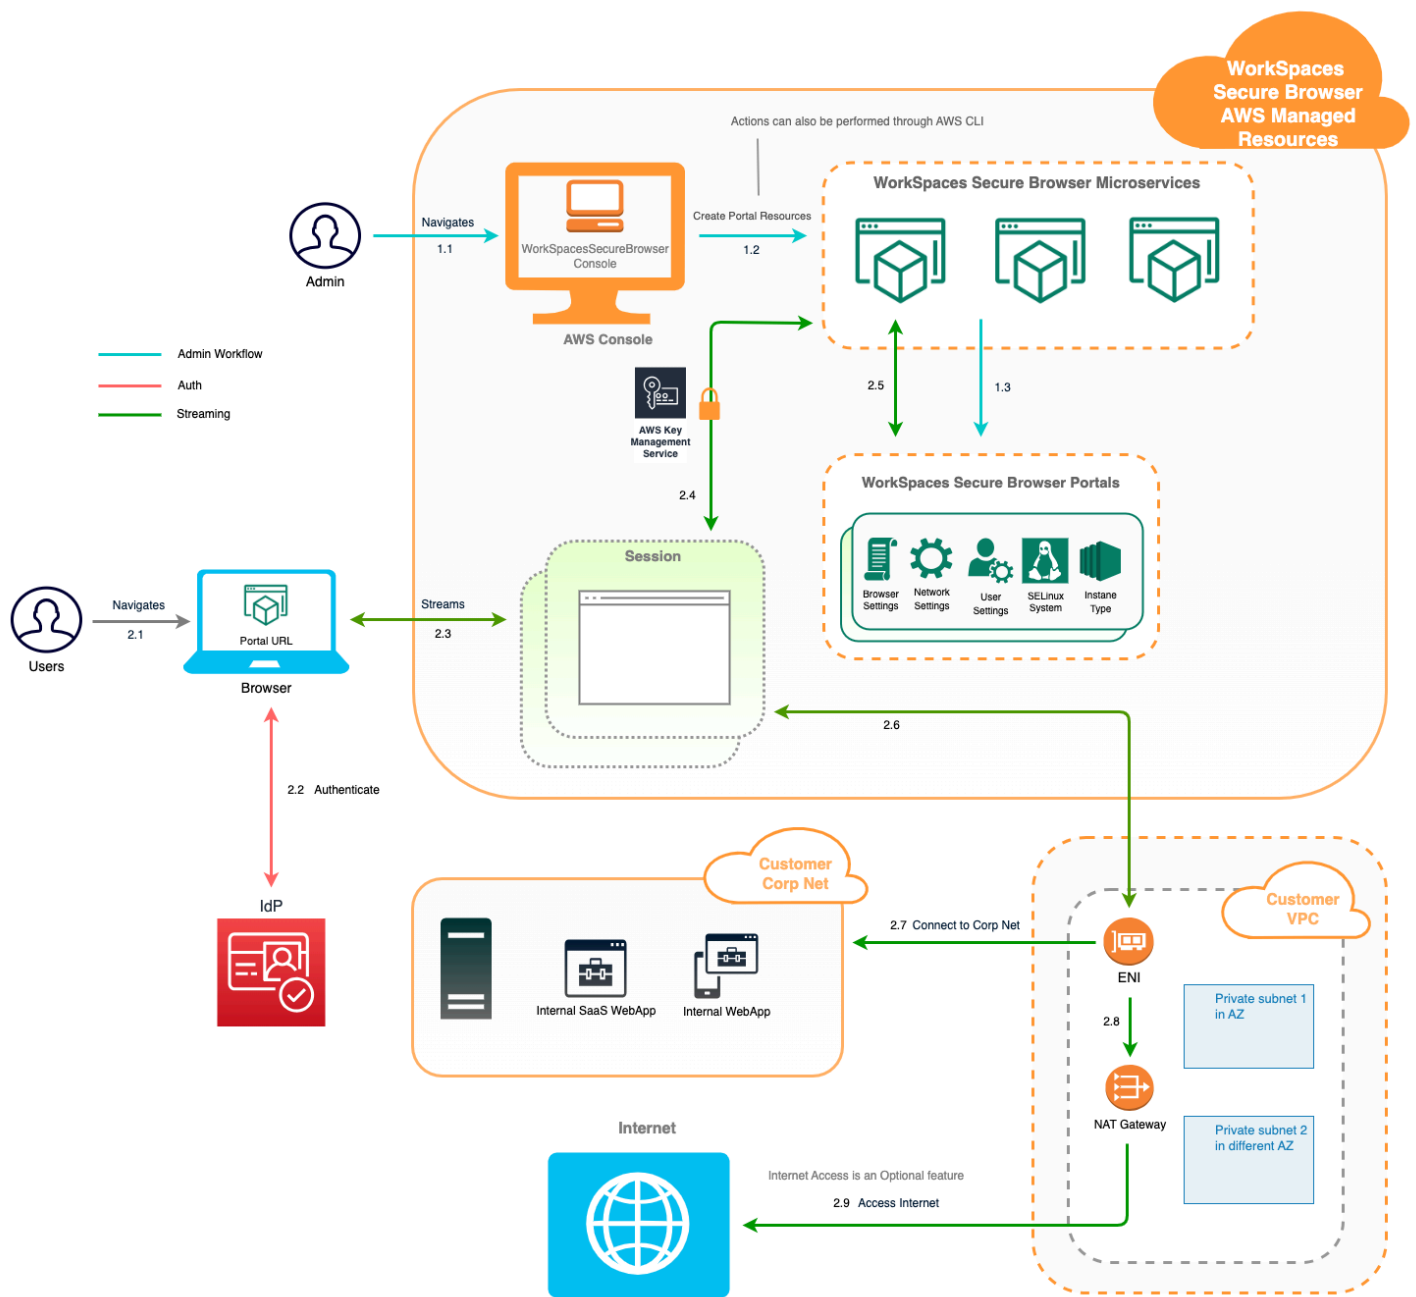 WorkSpaces
Secure Browser
AWS Managed
Resources
Actions can also be performed through AWS CLI
WorkSpaces Secure Browser Microservices
Navigates
1.1
Admin
WorkSpacesSecureBrowser
Console
AWS Console
Create Portal Resources
1.2
Admin Workflow
Auth
Streaming
AWS Key
Management
Service
2.5
1.3
2.4
WorkSpaces Secure Browser Portals
Browser
Settings
Network
Settings
User
Settings
SELinux
System
Instane
Type
Session
Users
Navigates
2.1
Portal URL
Browser
Streams
2.3
2.6
2.2 Authenticate
IdP
Customer
Corp Net
Internal SaaS WebApp
Internal WebApp
2.7 Connect to Corp Net
Customer
VPC
ENI
2.8
Private subnet 1
in AZ
NAT Gateway
Private subnet 2
in different AZ
Internet
Internet Access is an Optional feature
2.9 Access Internet